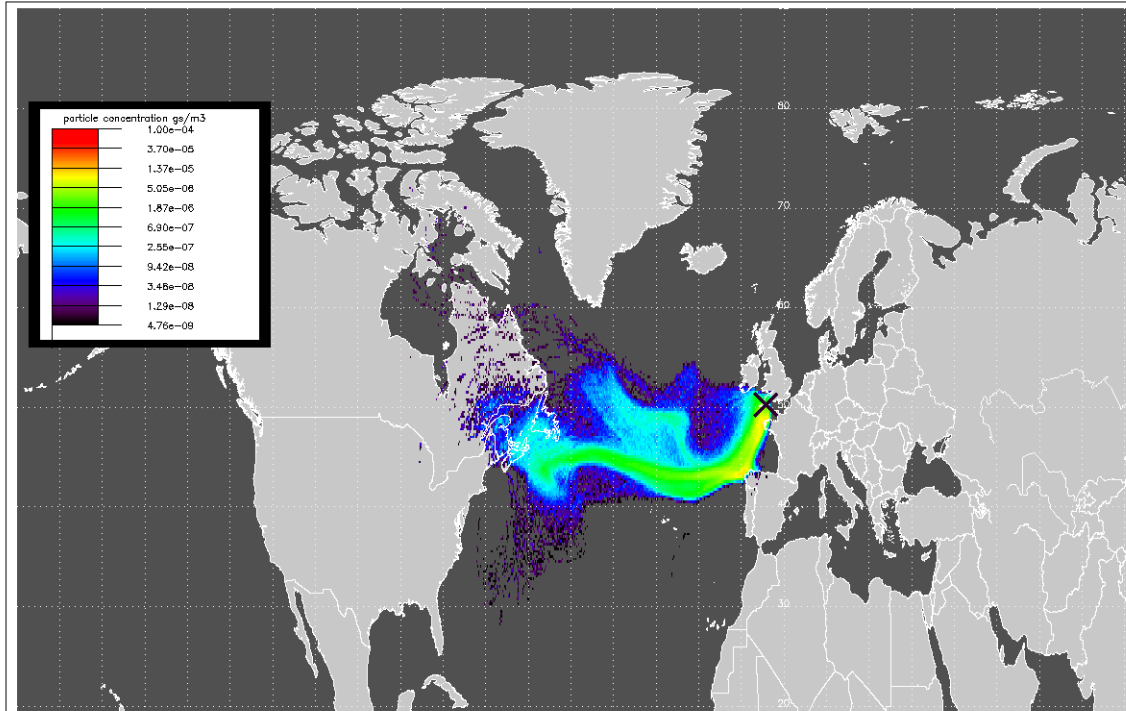 particle concentration gs/m3
1.00e-04
3.70e-05
1.37e-05
5.05e-06
1.87e-06
6.90e-07
2.55e-07
9.42e-08
3.48e-08
1.29e-08
4.76e-09
80
70
60
40
30
20